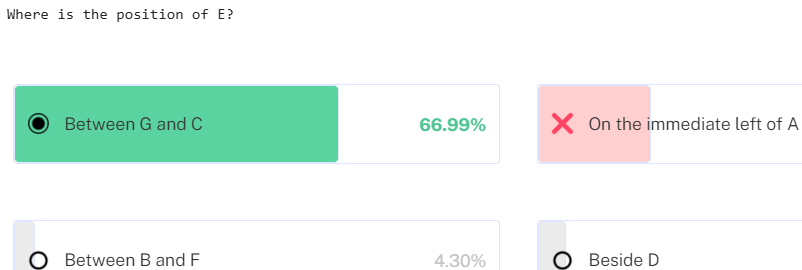 Where is the position of E?
Between G and C 66.99% On the immediate left of A
Between B and F 4.30% Beside D